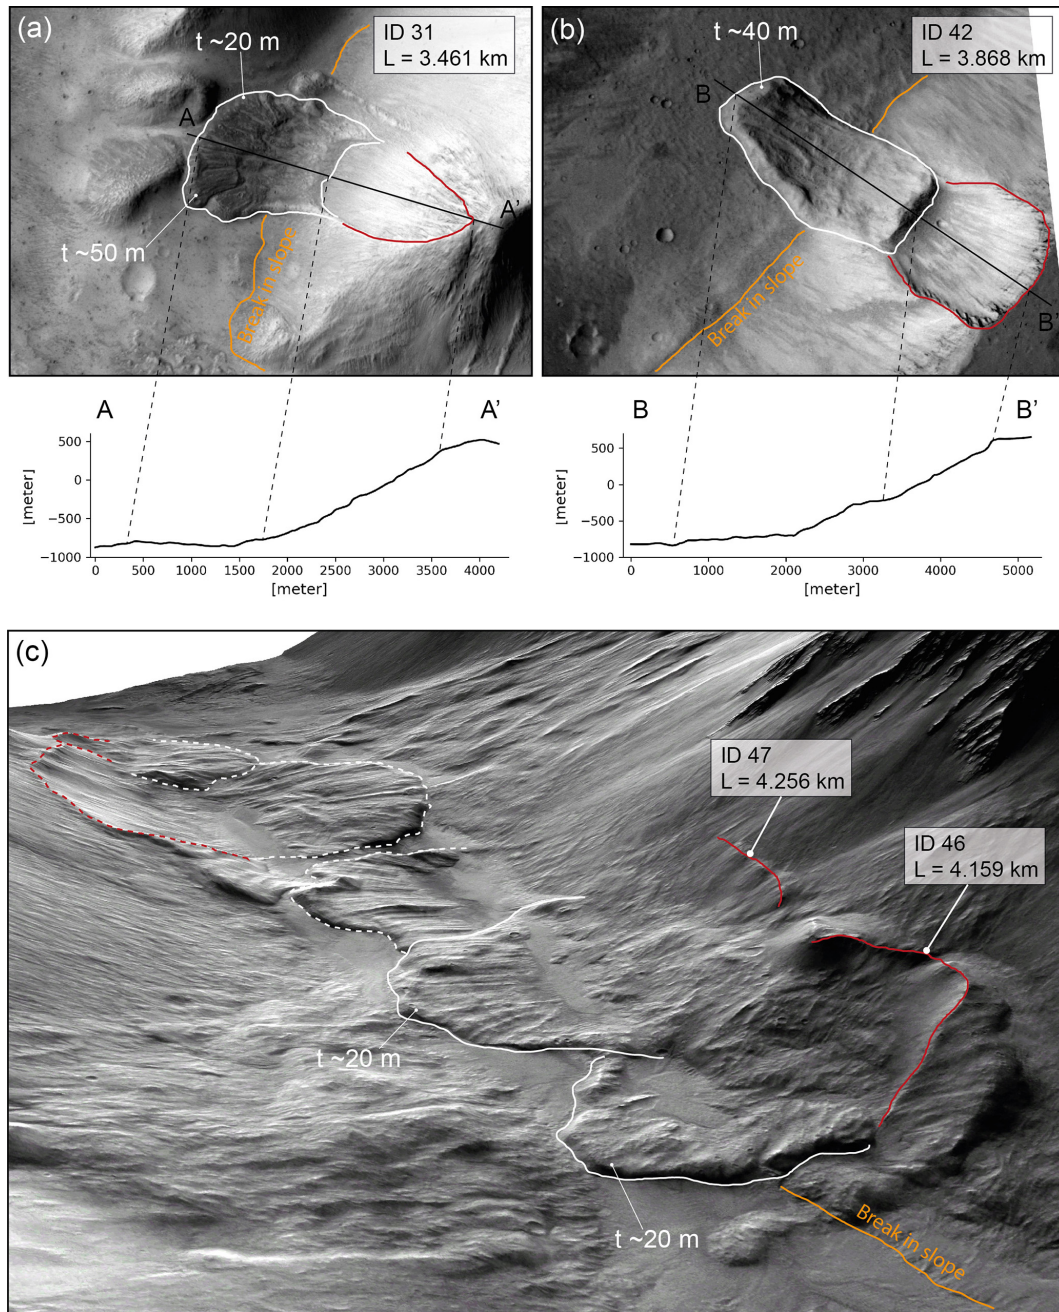 (a)
t ~20 m
ID 31
L = 3.461 km
A
A'
t ~50 m
Break in slope
(b)
t ~40 m
ID 42
L = 3.868 km
B
B'
Break in slope
A
A'
500
0
−500
−1000
[meter]
0 500 1000 1500 2000 2500 3000 3500 4000
[meter]
B
B'
500
0
−500
−1000
[meter]
0 1000 2000 3000 4000 5000
[meter]
(c)
ID 47
L = 4.256 km
ID 46
L = 4.159 km
t ~20 m
t ~20 m
Break in slope